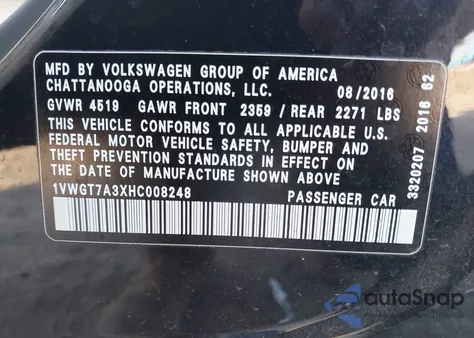 MFD BY VOLKSWAGEN GROUP OF AMERICA
CHATTANOOGA OPERATIONS, LLC. 08/2016
GVWR 4519 GAWR FRONT 2359 / REAR 2271 LBS
THIS VEHICLE CONFORMS TO ALL APPLICABLE U.S.
FEDERAL MOTOR VEHICLE SAFETY, BUMPER AND
THEFT PREVENTION STANDARDS IN EFFECT ON
THE DATE OF MANUFACTURE SHOWN ABOVE.
1VWGT7A3XHC008248 PASSENGER CAR
3320207 2016 62
autoSnap